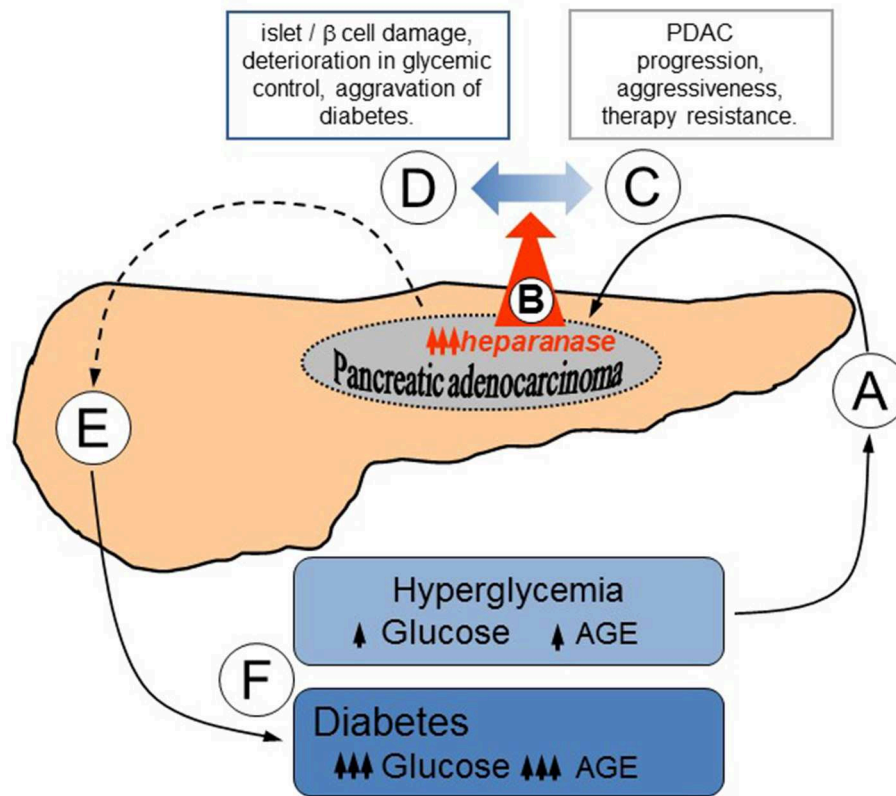 islet / β cell damage,
deterioration in glycemic
control, aggravation of
diabetes.
PDAC
progression,
aggressiveness,
therapy resistance.
D
C
B
heparanase
Pancreatic adenocarcinoma
A
E
Hyperglycemia
Glucose AGE
F
Diabetes
Glucose AGE